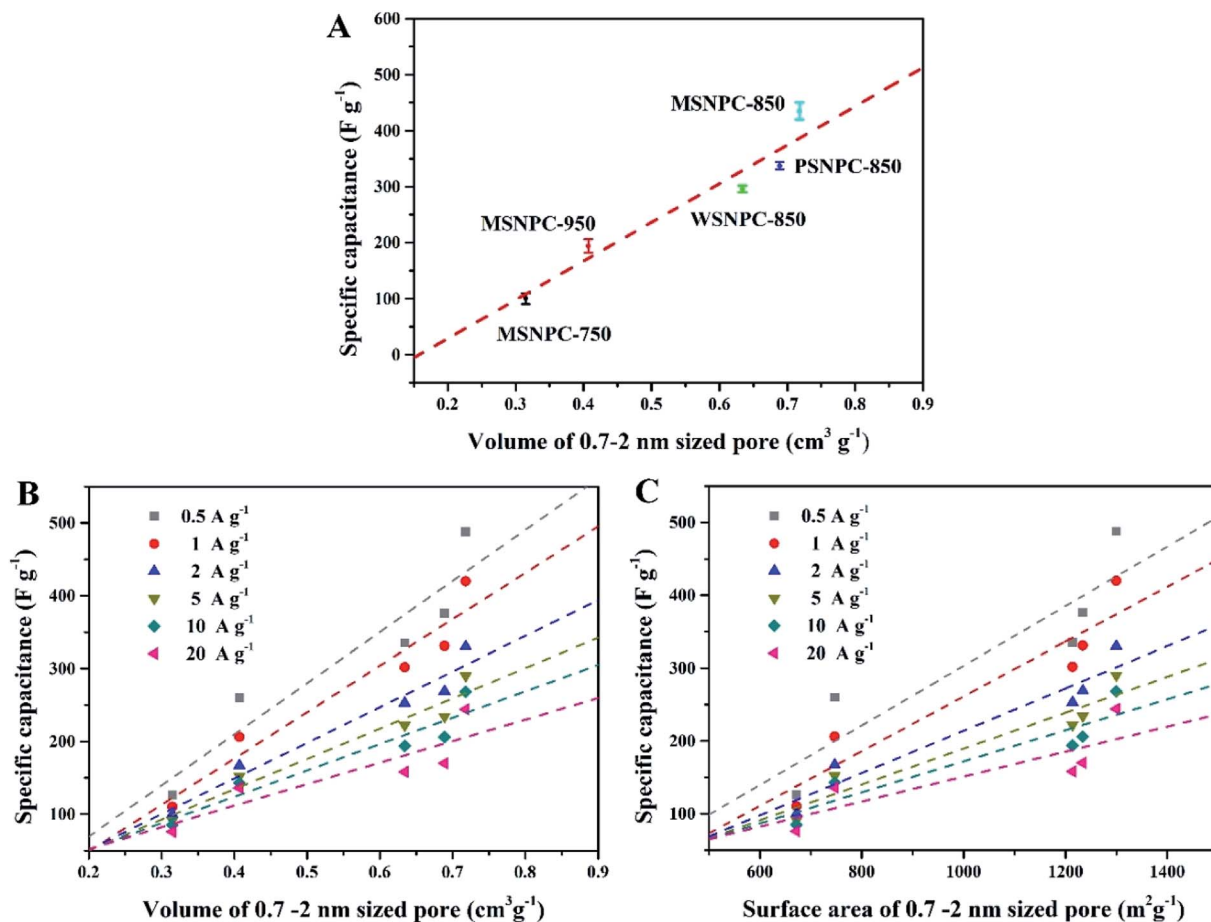 A
600
500
400
300
200
100
0
Specific capacitance (F g⁻¹)
MSNPC-850
PSNPC-850
WSNPC-850
MSNPC-950
MSNPC-750
0.2 0.3 0.4 0.5 0.6 0.7 0.8 0.9
Volume of 0.7-2 nm sized pore (cm³ g⁻¹)
B
500
400
300
200
100
Specific capacitance (F g⁻¹)
0.5 A g⁻¹
1 A g⁻¹
2 A g⁻¹
5 A g⁻¹
10 A g⁻¹
20 A g⁻¹
0.2 0.3 0.4 0.5 0.6 0.7 0.8 0.9
Volume of 0.7 -2 nm sized pore (cm³g⁻¹)
C
500
400
300
200
100
Specific capacitance (F g⁻¹)
0.5 A g⁻¹
1 A g⁻¹
2 A g⁻¹
5 A g⁻¹
10 A g⁻¹
20 A g⁻¹
600 800 1000 1200 1400
Surface area of 0.7 -2 nm sized pore (m²g⁻¹)